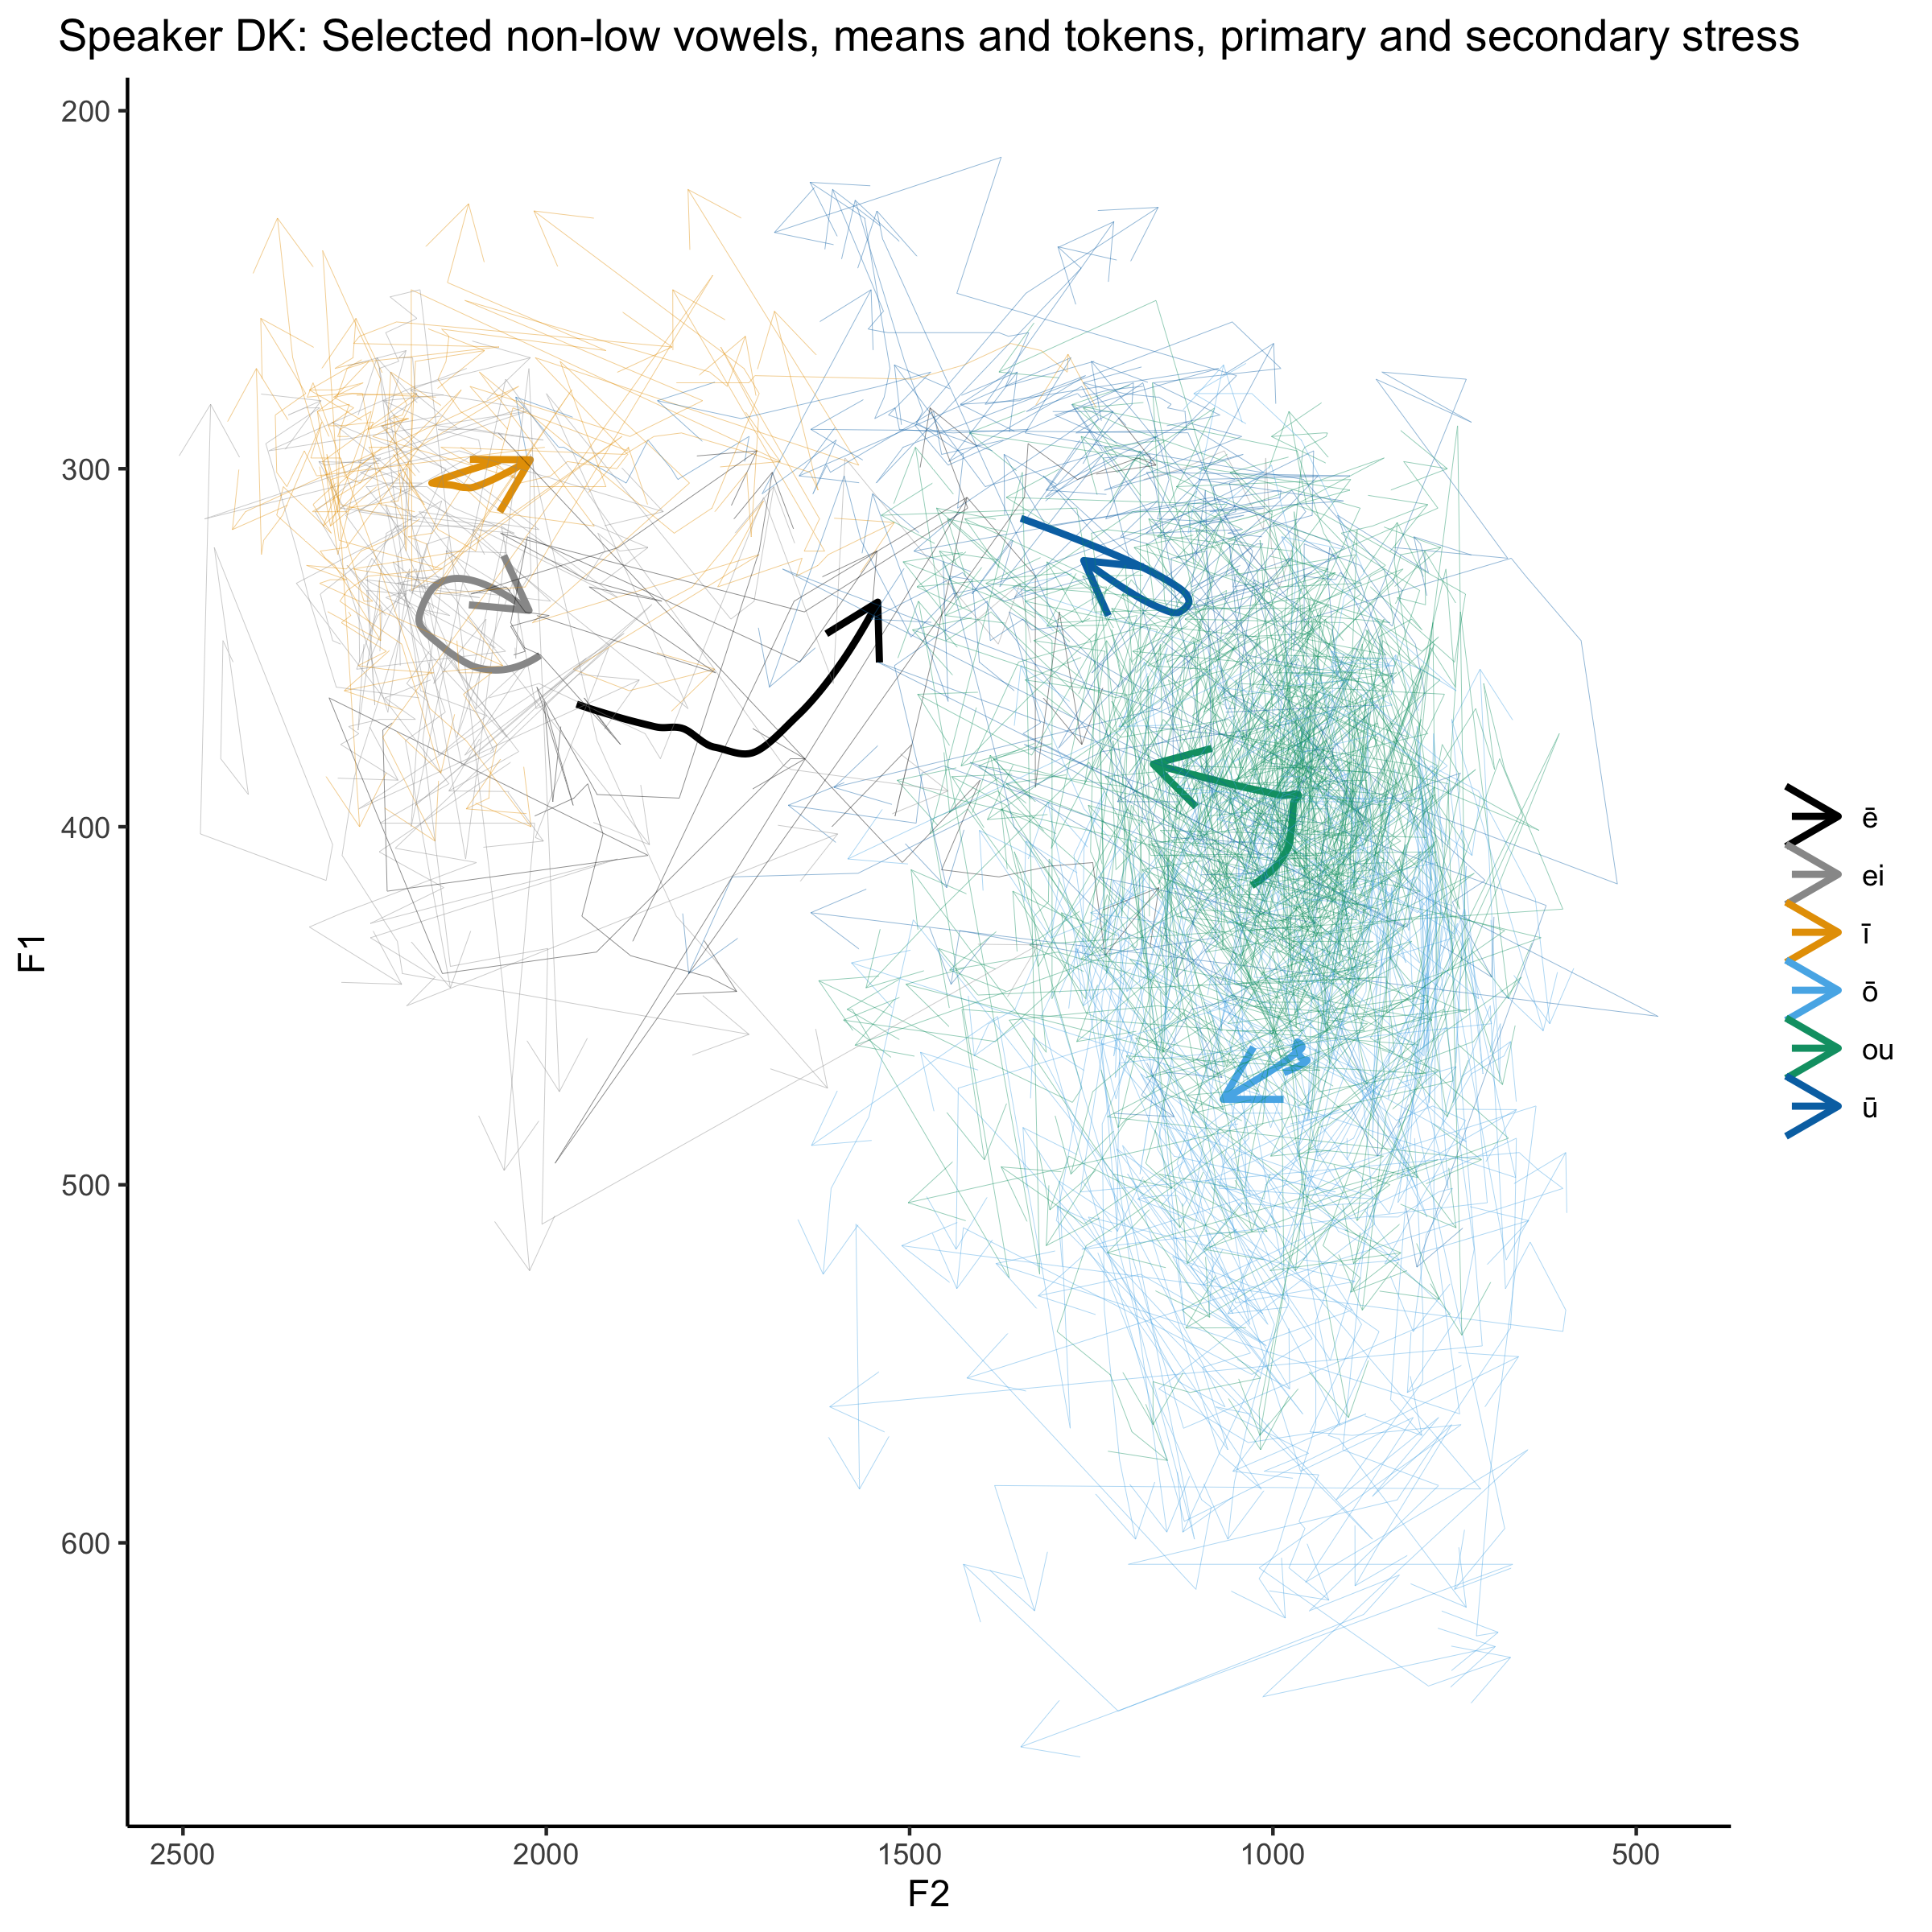 Speaker DK: Selected non-low vowels, means and tokens, primary and secondary stress
200
300
400
500
600
F1
2500 2000 1500 1000 500
F2
ē
ei
ī
ō
ou
ū